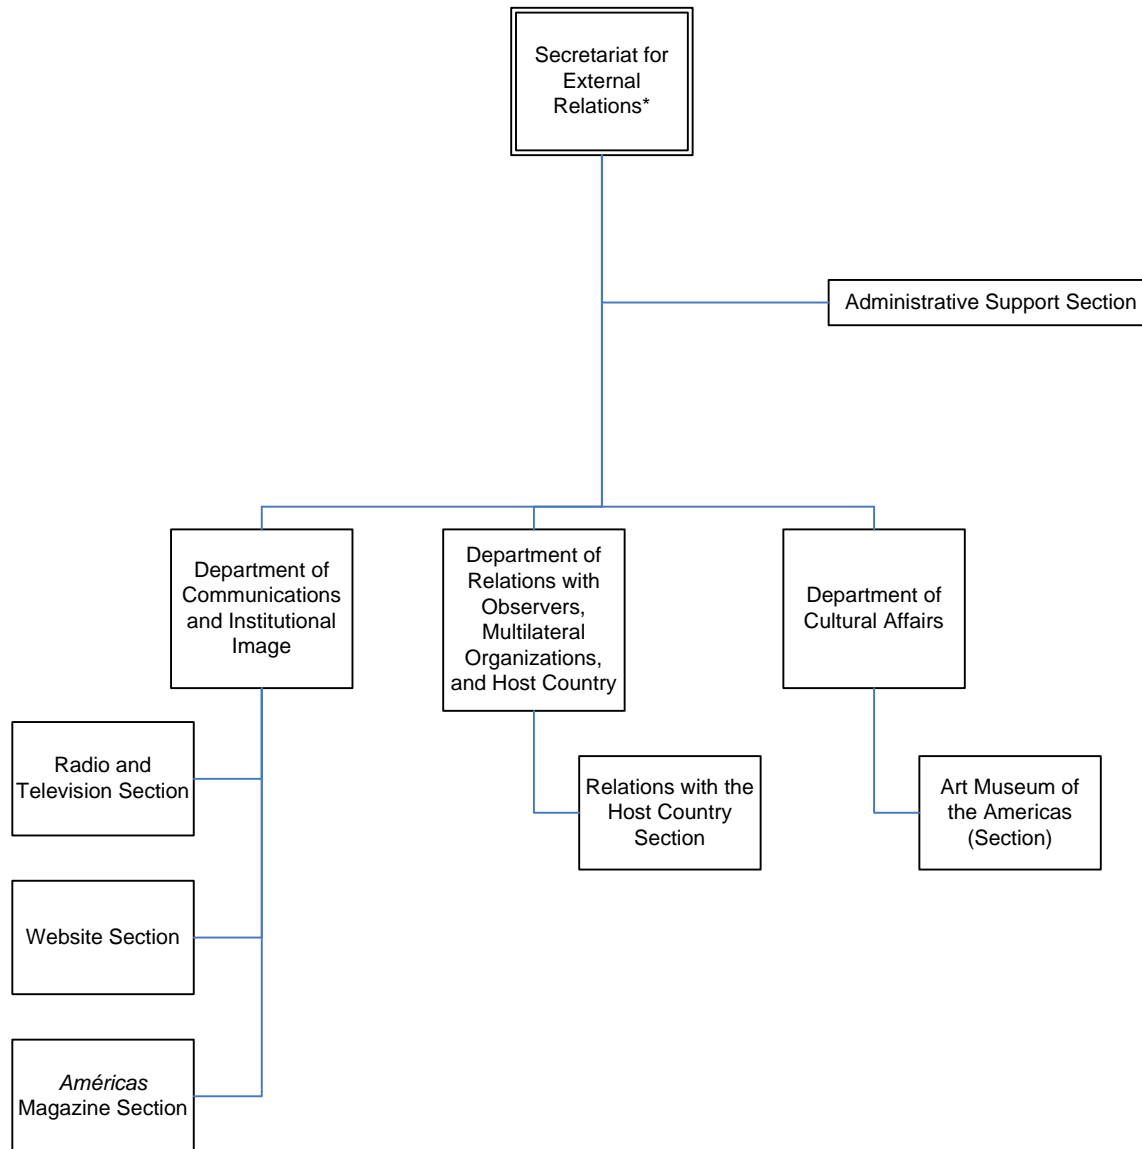 Secretariat for
External
Relations*
Administrative Support Section
Department of
Communications
and Institutional
Image
Department of
Relations with
Observers,
Multilateral
Organizations,
and Host Country
Department of
Cultural Affairs
Radio and
Television Section
Relations with the
Host Country
Section
Art Museum of
the Americas
(Section)
Website Section
Américas
Magazine Section